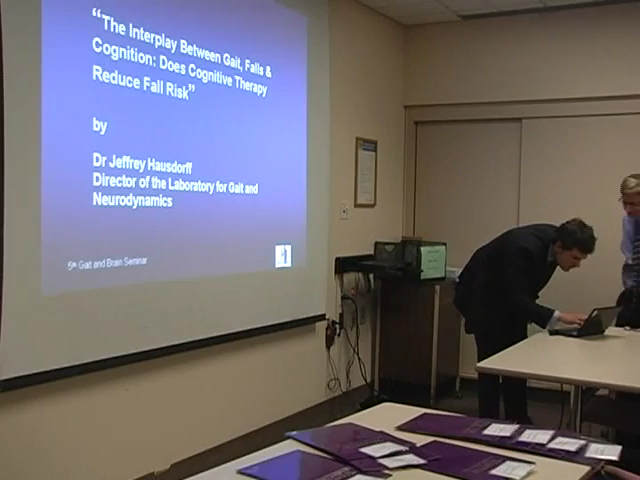 “The Interplay Between Gait, Falls &
Cognition: Does Cognitive Therapy
Reduce Fall Risk”
by
Dr Jeffrey Hausdorff
Director of the Laboratory for Gait and
Neurodynamics
5th Gait and Brain Seminar